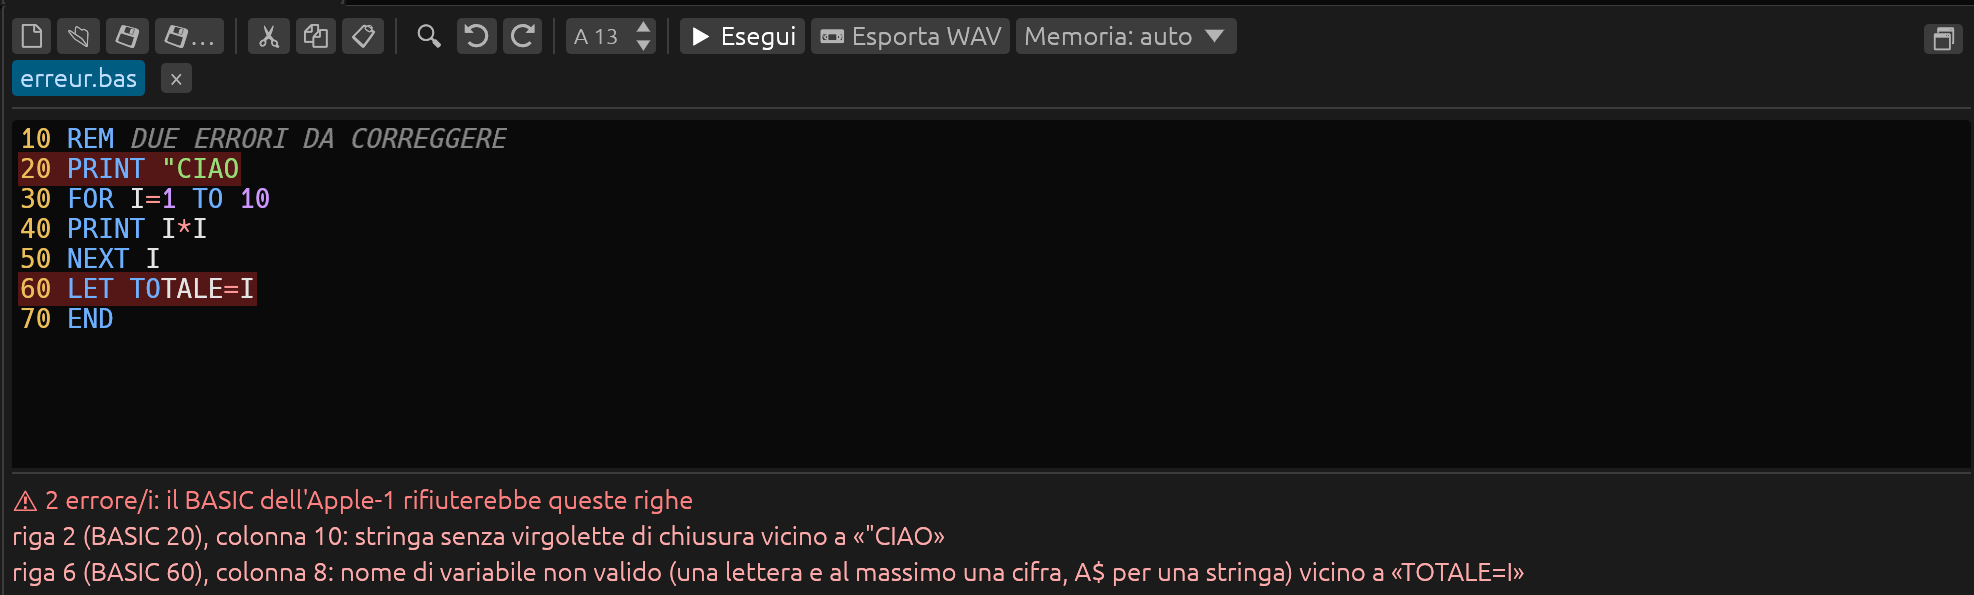 A 13 Esegui Esporta WAV Memoria: auto
erreur.bas x
10 REM DUE ERRORI DA CORREGGERE
20 PRINT "CIAO
30 FOR I=1 TO 10
40 PRINT I*I
50 NEXT I
60 LET TOTALE=I
70 END
⚠ 2 errore/i: il BASIC dell'Apple-1 rifiuterebbe queste righe
riga 2 (BASIC 20), colonna 10: stringa senza virgolette di chiusura vicino a «"CIAO»
riga 6 (BASIC 60), colonna 8: nome di variabile non valido (una lettera e al massimo una cifra, A$ per una stringa) vicino a «TOTALE=I»